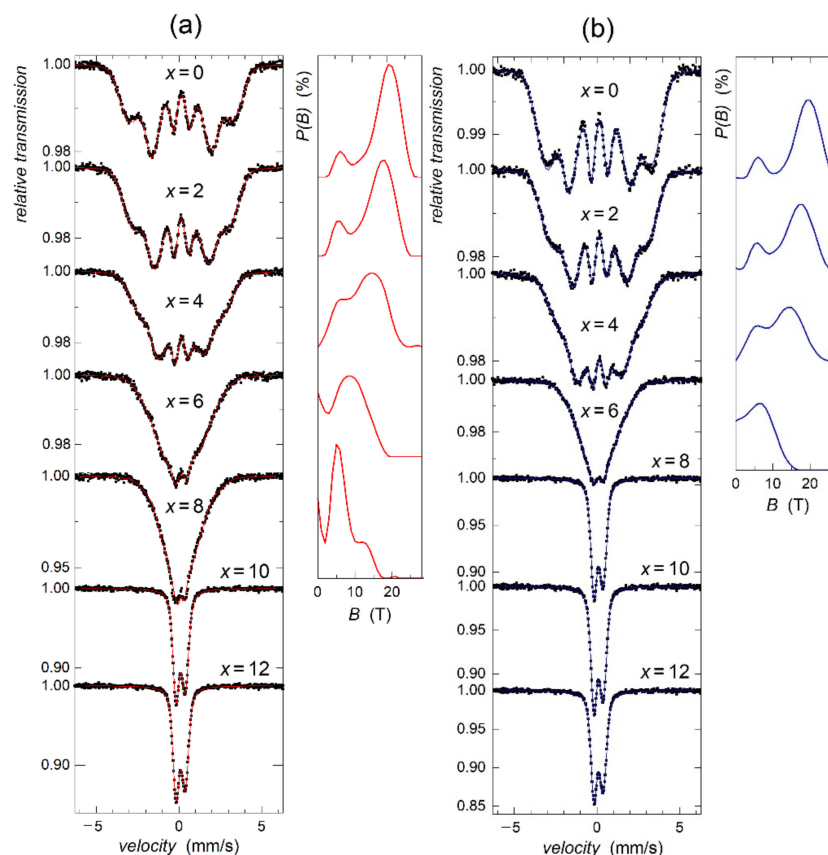 (a)
relative transmission
1.00
x = 0
0.98
1.00
x = 2
0.98
1.00
x = 4
0.98
1.00
x = 6
0.98
1.00
x = 8
0.95
1.00
x = 10
0.90
1.00
x = 12
0.90
−5 0 5
velocity (mm/s)
P(B) (%)
0 10 20
B (T)
(b)
relative transmission
1.00
x = 0
0.99
1.00
x = 2
0.98
1.00
x = 4
0.98
1.00
x = 6
1.00
x = 8
0.95
0.90
1.00
x = 10
0.95
0.90
1.00
x = 12
0.95
0.90
0.85
−5 0 5
velocity (mm/s)
P(B) (%)
0 10 20
B (T)